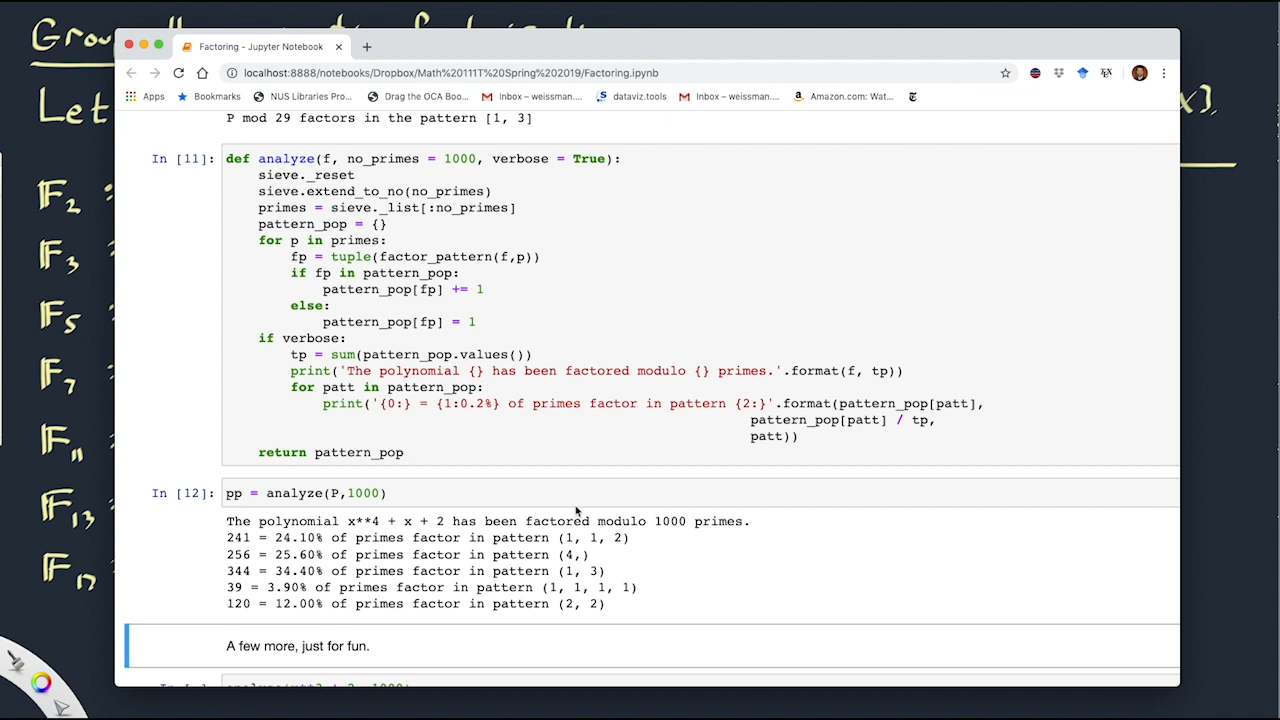 Factoring - Jupyter Notebook
localhost:8888/notebooks/Dropbox/Math%20111T%20Spring%202019/Factoring.ipynb
Apps Bookmarks NUS Libraries Pro... Drag the OCA Boo... Inbox – weissman.... dataviz.tools Inbox – weissman.... Amazon.com: Wat...
Let
P mod 29 factors in the pattern [1, 3]
In [11]: def analyze(f, no_primes = 1000, verbose = True):
sieve._reset
sieve.extend_to_no(no_primes)
primes = sieve._list[:no_primes]
pattern_pop = {}
for p in primes:
fp = tuple(factor_pattern(f,p))
if fp in pattern_pop:
pattern_pop[fp] += 1
else:
pattern_pop[fp] = 1
if verbose:
tp = sum(pattern_pop.values())
print('The polynomial {} has been factored modulo {} primes.'.format(f, tp))
for patt in pattern_pop:
print('{0:} = {1:0.2%} of primes factor in pattern {2:}'.format(pattern_pop[patt],
pattern_pop[patt] / tp,
patt))
return pattern_pop
In [12]: pp = analyze(P,1000)
The polynomial x**4 + x + 2 has been factored modulo 1000 primes.
241 = 24.10% of primes factor in pattern (1, 1, 2)
256 = 25.60% of primes factor in pattern (4,)
344 = 34.40% of primes factor in pattern (1, 3)
39 = 3.90% of primes factor in pattern (1, 1, 1, 1)
120 = 12.00% of primes factor in pattern (2, 2)
A few more, just for fun.
F2 :
F3
F5
F7
F11
F13
F17